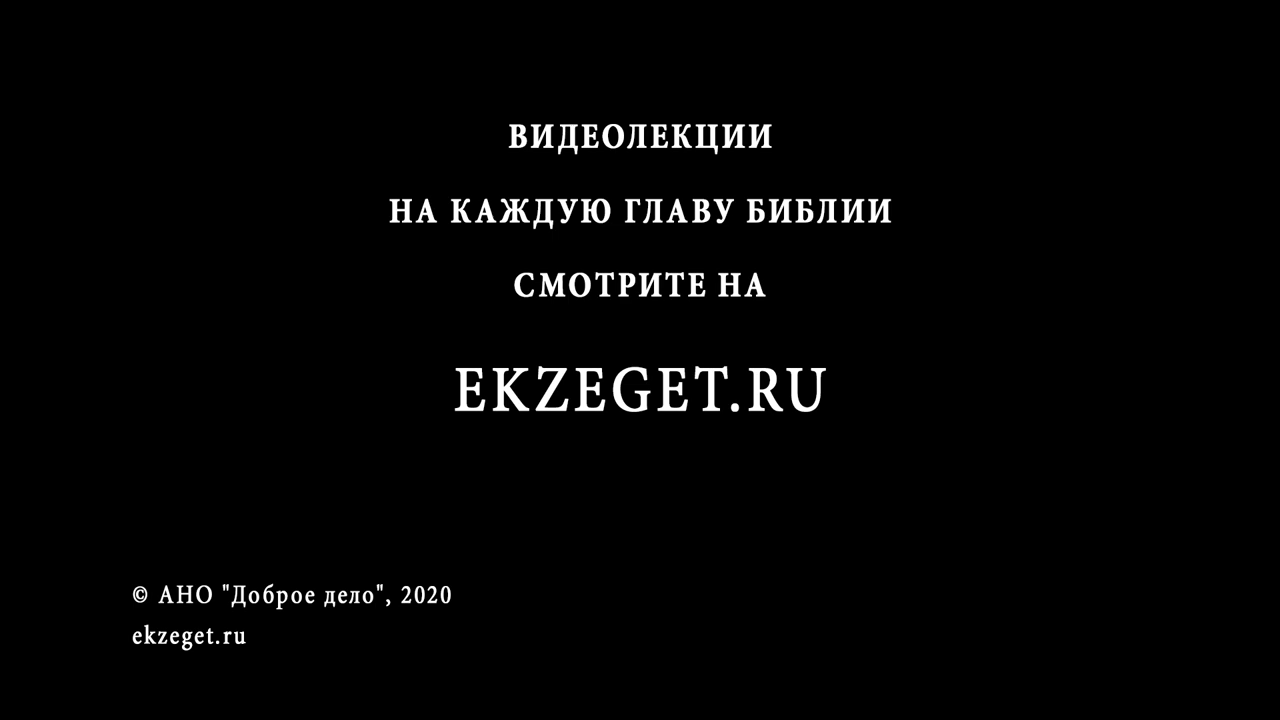 ВИДЕОЛЕКЦИИ
НА КАЖДУЮ ГЛАВУ БИБЛИИ
СМОТРИТЕ НА
EKZEGET.RU
© АНО "Доброе дело", 2020
ekzeget.ru